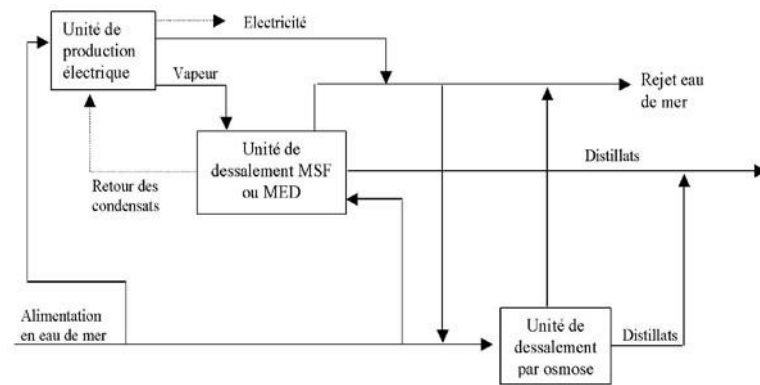 Unité de
production
électrique
Electricité
Vapeur
Rejet eau
de mer
Unité de
dessalement MSF
ou MED
Distillats
Retour des
condensats
Alimentation
en eau de mer
Unité de
dessalement
par osmose
Distillats